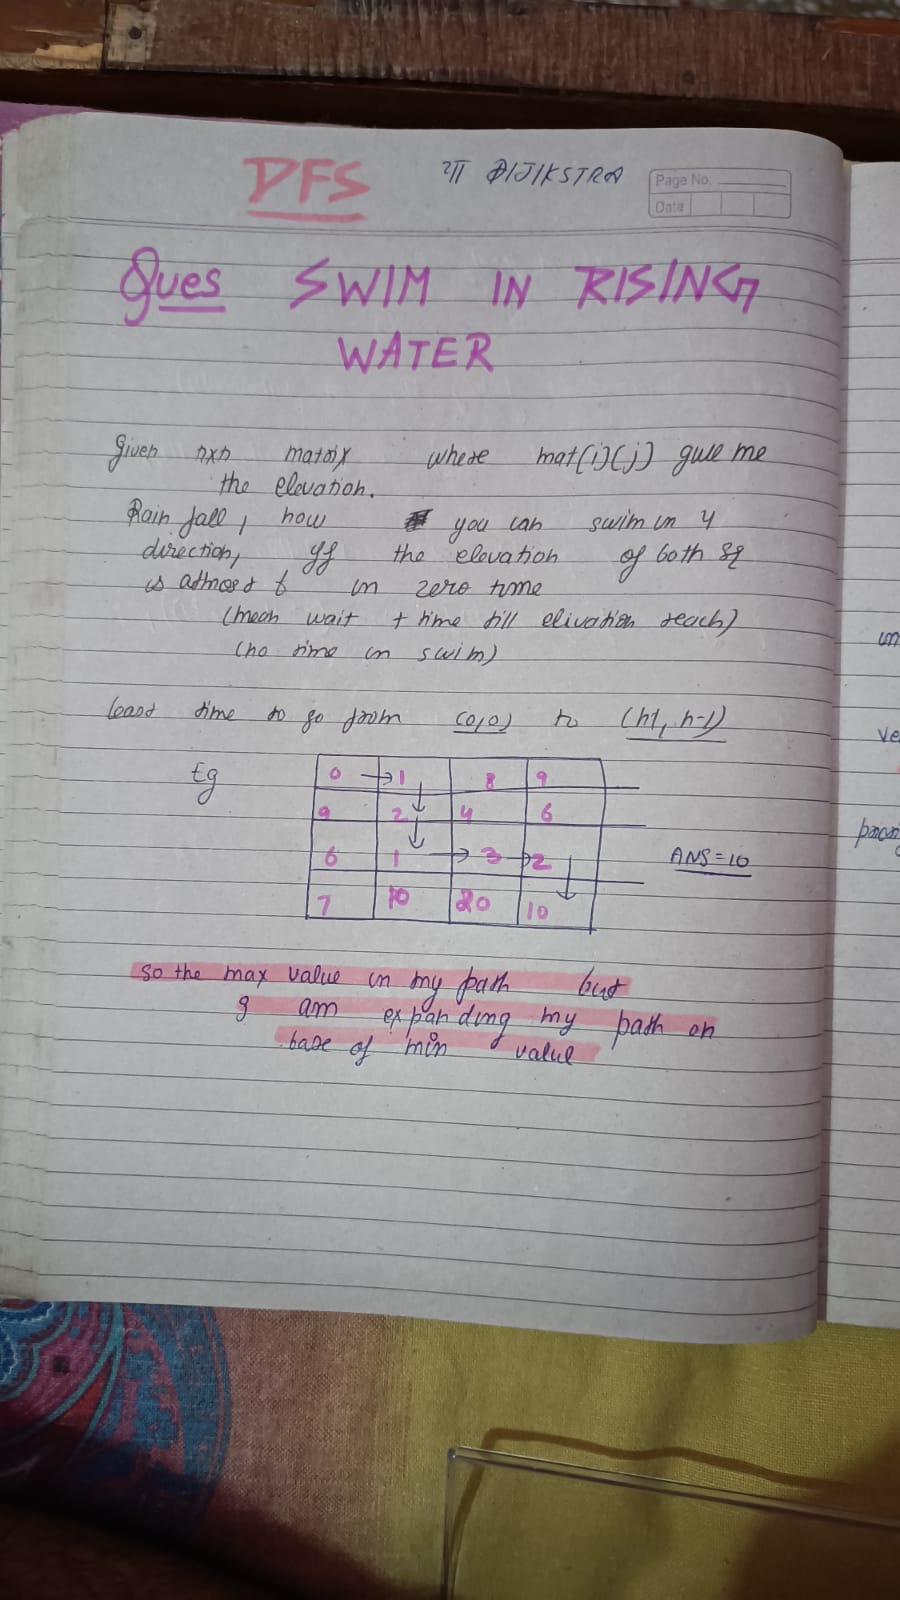 DFS या DIJIKSTRA
Page No.
Date
Ques SWIM IN RISING
WATER
Given nxn matrix where mat[i][j] give me
the elevation.
Rain fall, now you can swim in 4
direction, iff the elevation of both sq
is atmost t in zero time
(mean wait t time till elivation reach)
(no time in swim)
least time to go from (0,0) to (n-1, n-1)
Eg
0 → 1 8 9
9 2 4 6
6 1 → 3 → 2
7 10 20 10
ANS = 10
so the max value in my path but
I am expanding my path on
base of min value
un
ve